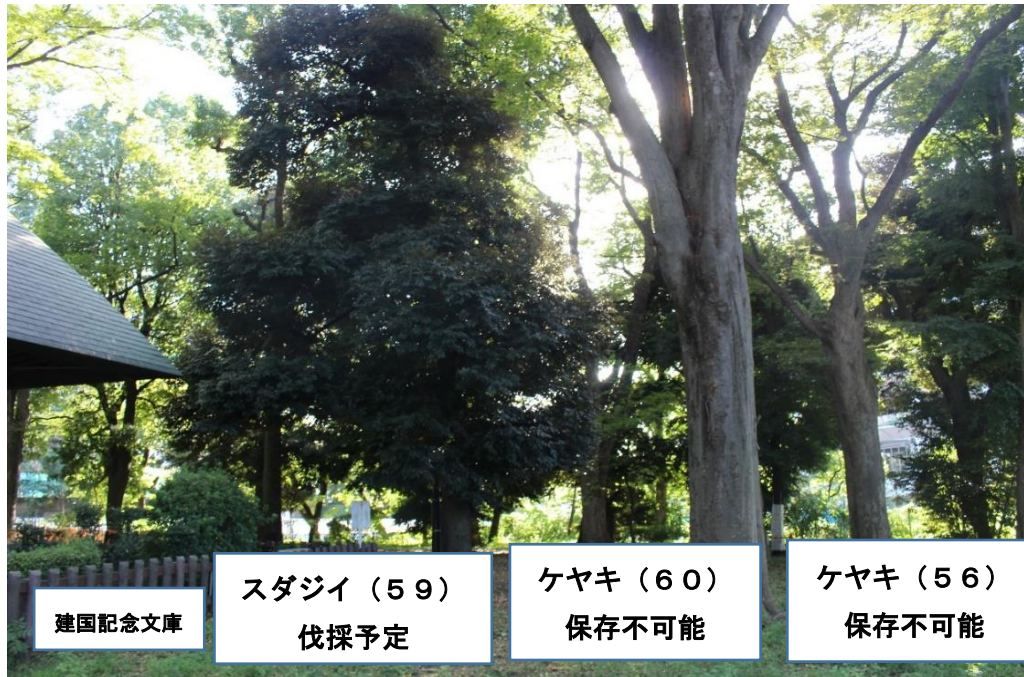 建国記念文庫
スダジイ（５９）
伐採予定
ケヤキ（６０）
保存不可能
ケヤキ（５６）
保存不可能